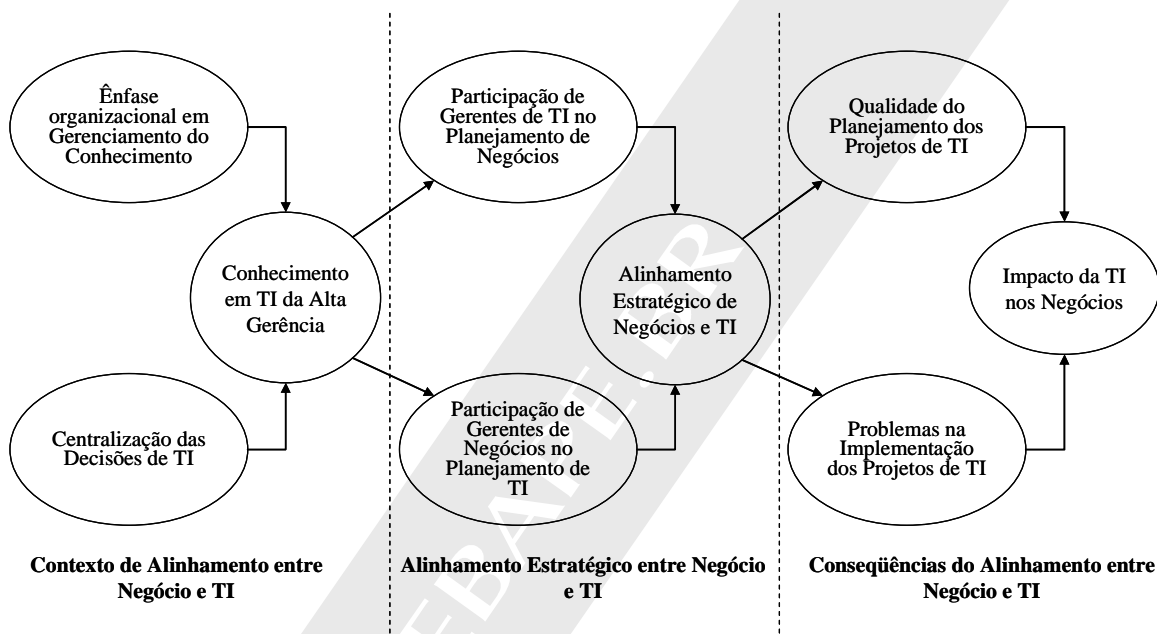 Ênfase
organizacional em
Gerenciamento do
Conhecimento
Participação de
Gerentes de TI no
Planejamento de
Negócios
Qualidade do
Planejamento dos
Projetos de TI
Conhecimento
em TI da Alta
Gerência
Alinhamento
Estratégico de
Negócios e TI
Impacto da TI
nos Negócios
Centralização das
Decisões de TI
Participação de
Gerentes de
Negócios no
Planejamento de
TI
Problemas na
Implementação
dos Projetos de TI
Contexto de Alinhamento entre
Negócio e TI
Alinhamento Estratégico entre Negócio
e TI
Conseqüências do Alinhamento entre
Negócio e TI
EBAPE.BR